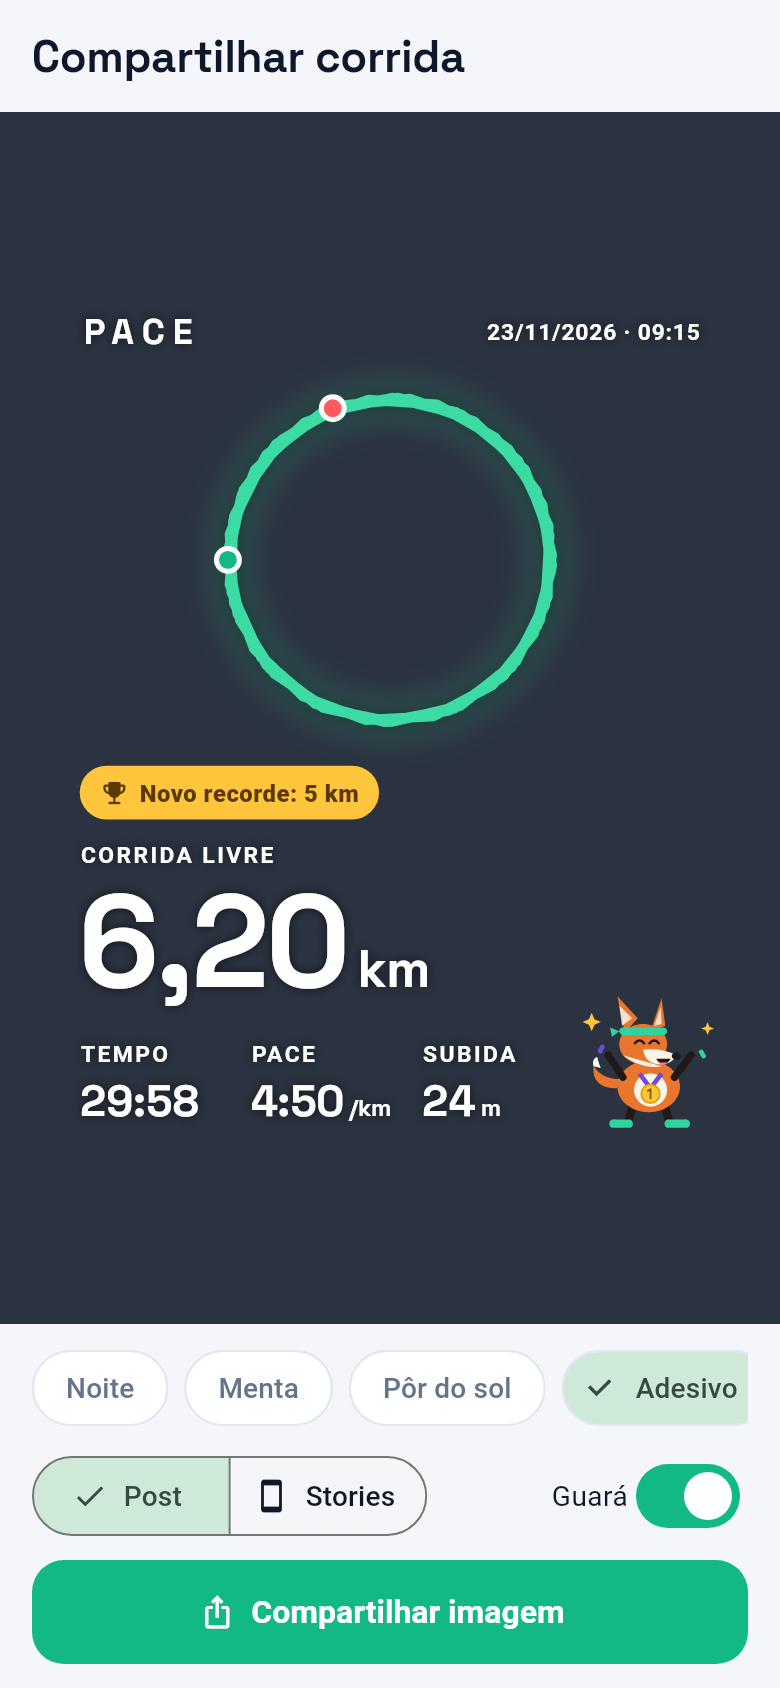 Compartilhar corrida
PACE
23/11/2026 · 09:15
Novo recorde: 5 km
CORRIDA LIVRE
6,20 km
TEMPO PACE SUBIDA
29:58 4:50 /km 24 m
1
Noite Menta Pôr do sol Adesivo
Post Stories Guará
Compartilhar imagem